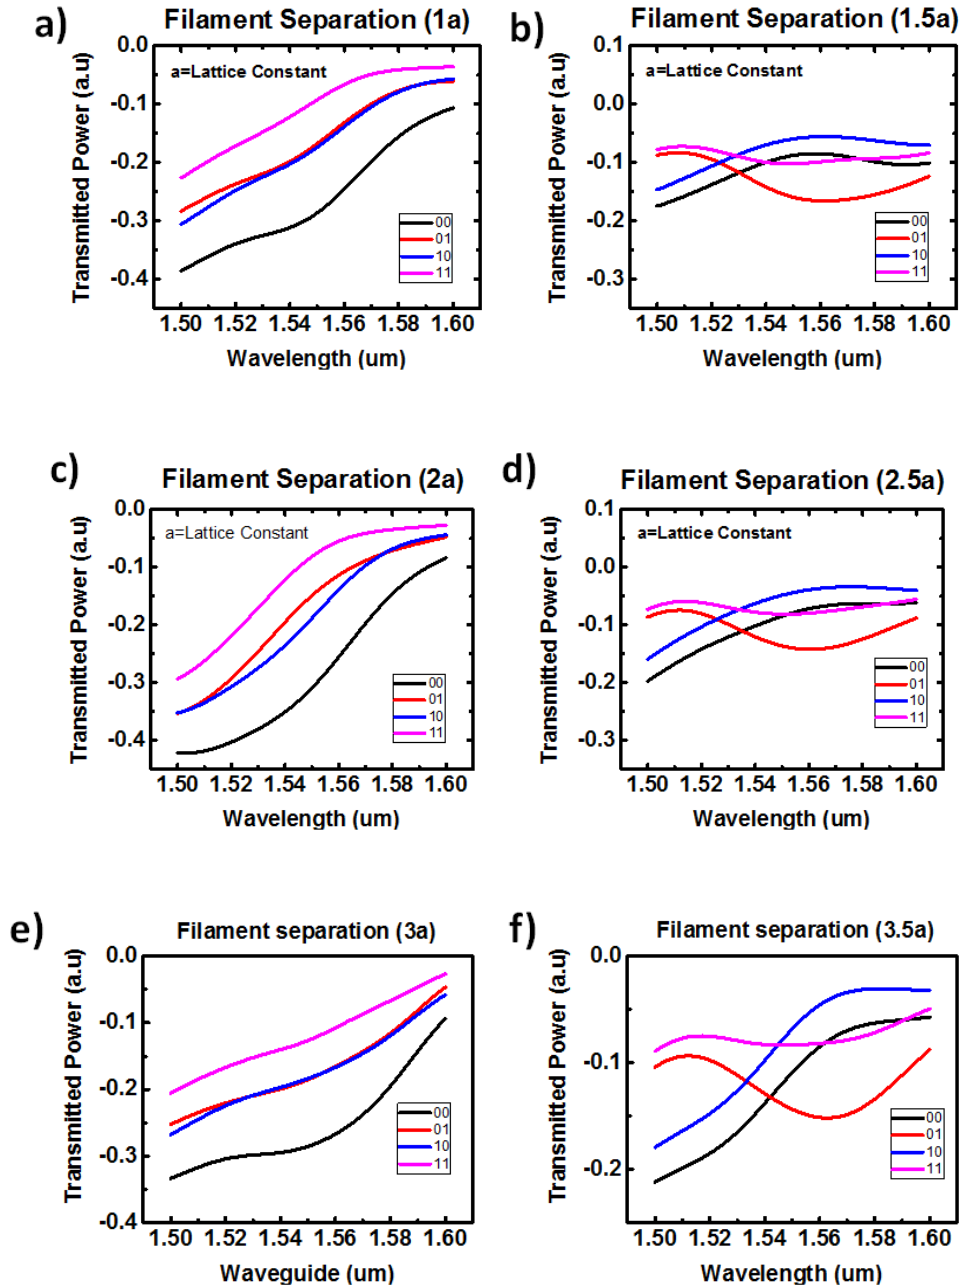 a)
Filament Separation (1a)
Transmitted Power (a.u)
0.0
-0.1
-0.2
-0.3
-0.4
a=Lattice Constant
00
01
10
11
1.50 1.52 1.54 1.56 1.58 1.60
Wavelength (um)
b)
Filament Separation (1.5a)
Transmitted Power (a.u)
0.1
0.0
-0.1
-0.2
-0.3
a=Lattice Constant
00
01
10
11
1.50 1.52 1.54 1.56 1.58 1.60
Wavelength (um)
c)
Filament Separation (2a)
Transmitted Power (a.u)
0.0
-0.1
-0.2
-0.3
-0.4
a=Lattice Constant
00
01
10
11
1.50 1.52 1.54 1.56 1.58 1.60
Wavelength (um)
d)
Filament Separation (2.5a)
Transmitted Power (a.u)
0.1
0.0
-0.1
-0.2
-0.3
a=Lattice Constant
00
01
10
11
1.50 1.52 1.54 1.56 1.58 1.60
Wavelength (um)
e)
Filament separation (3a)
Transmitted Power (a.u)
0.0
-0.1
-0.2
-0.3
-0.4
00
01
10
11
1.50 1.52 1.54 1.56 1.58 1.60
Waveguide (um)
f)
Filament separation (3.5a)
Transmitted Power (a.u)
0.0
-0.1
-0.2
00
01
10
11
1.50 1.52 1.54 1.56 1.58 1.60
Wavelength (um)